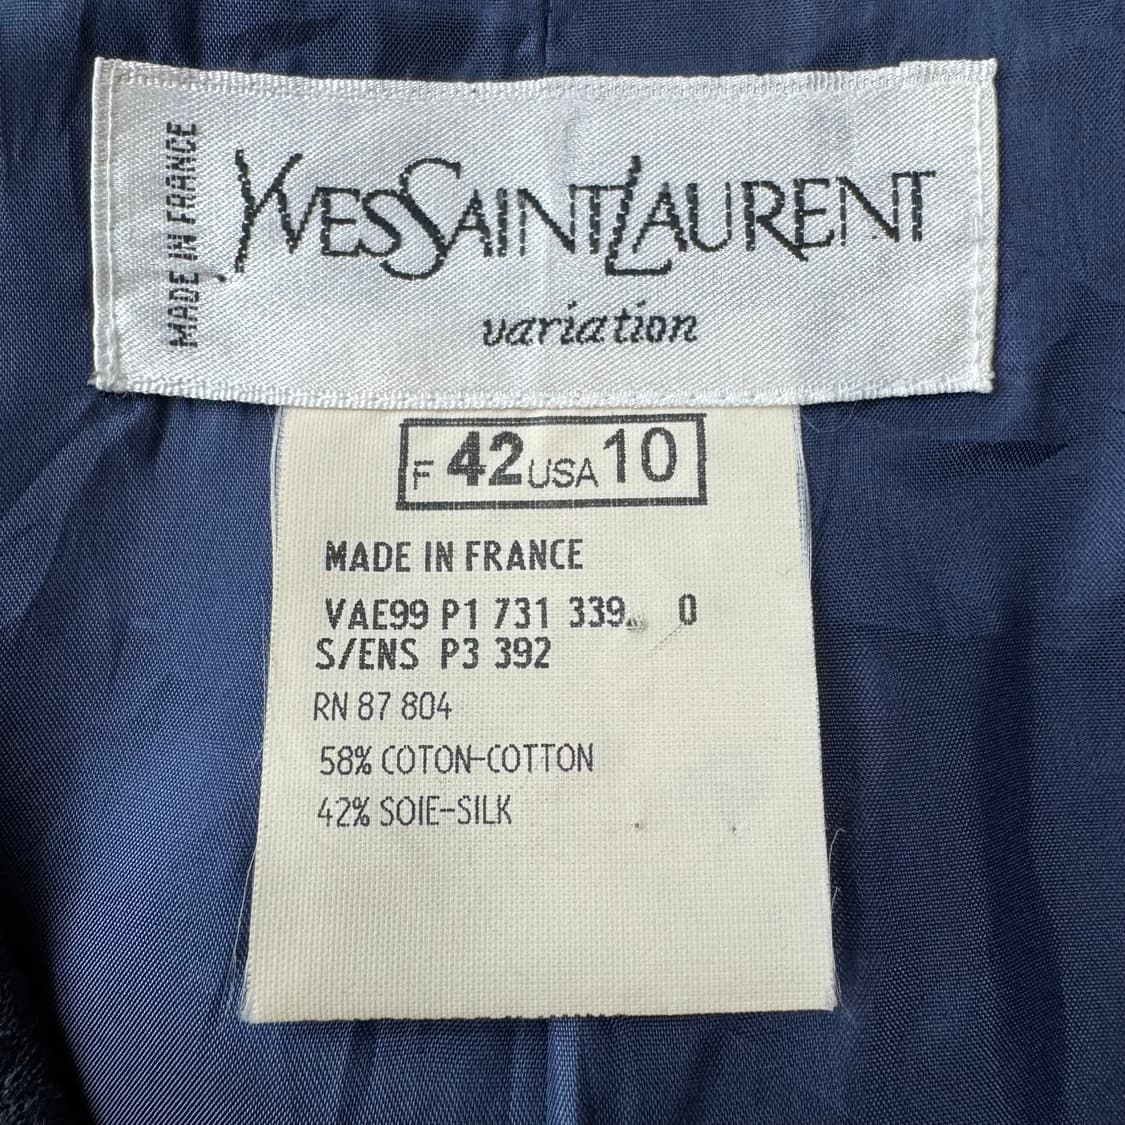 MADE IN FRANCE
YVESSAINTLAURENT
variation
F 42 USA 10
MADE IN FRANCE
VAE99 P1 731 339 0
S/ENS P3 392
RN 87 804
58% COTON-COTTON
42% SOIE-SILK